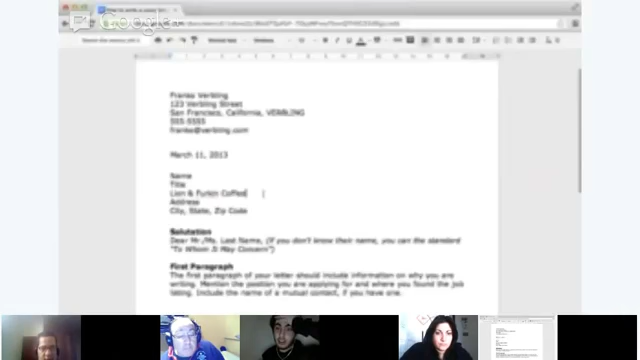 Google+
Franke Verbling
123 Verbling Street
San Francisco, California, VERBLING
555-5555
franke@verbling.com
March 11, 2013
Name
Title
Lion & Coffee
Address
City, State, Zip Code
Salutation
Dear Mr./Ms. Last Name, (If you don't know their name, you can the standard
"To Whom It May Concern")
First Paragraph
The first paragraph of your letter should include information on why you are
writing. Mention the position you are applying for and where you found the job
listing. Include the name of a mutual contact, if you have one.